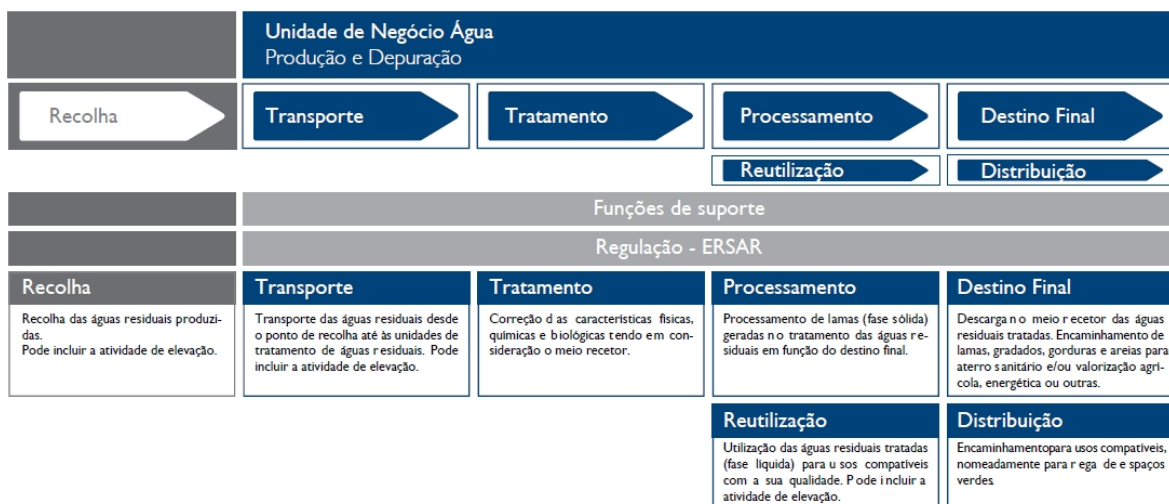 Unidade de Negócio Água
Produção e Depuração
Recolha
Transporte
Tratamento
Processamento
Destino Final
Reutilização
Distribuição
Funções de suporte
Regulação - ERSAR
Recolha
Recolha das águas residuais produzi-
das.
Pode incluir a atividade de elevação.
Transporte
Transporte das águas residuais desde
o ponto de recolha até às unidades de
tratamento de águas residuais. Pode
incluir a atividade de elevação.
Tratamento
Correção d as características físicas,
químicas e biológicas tendo em con-
sideração o meio recetor.
Processamento
Processamento de lamas (fase sólida)
geradas n o tratamento das águas re-
siduais em função do destino final.
Destino Final
Descarga n o meio r ecetor das águas
residuais tratadas. Encaminhamento de
lamas, gradados, gorduras e areias para
aterro sanitário e/ou valorização agrí-
cola, energética ou outras.
Reutilização
Utilização das águas residuais tratadas
(fase líquida) para u sos compatíveis
com a sua qualidade. P ode i ncluir a
atividade de elevação.
Distribuição
Encaminhamentopara usos compatíveis,
nomeadamente para r ega de e spaços
verdes.